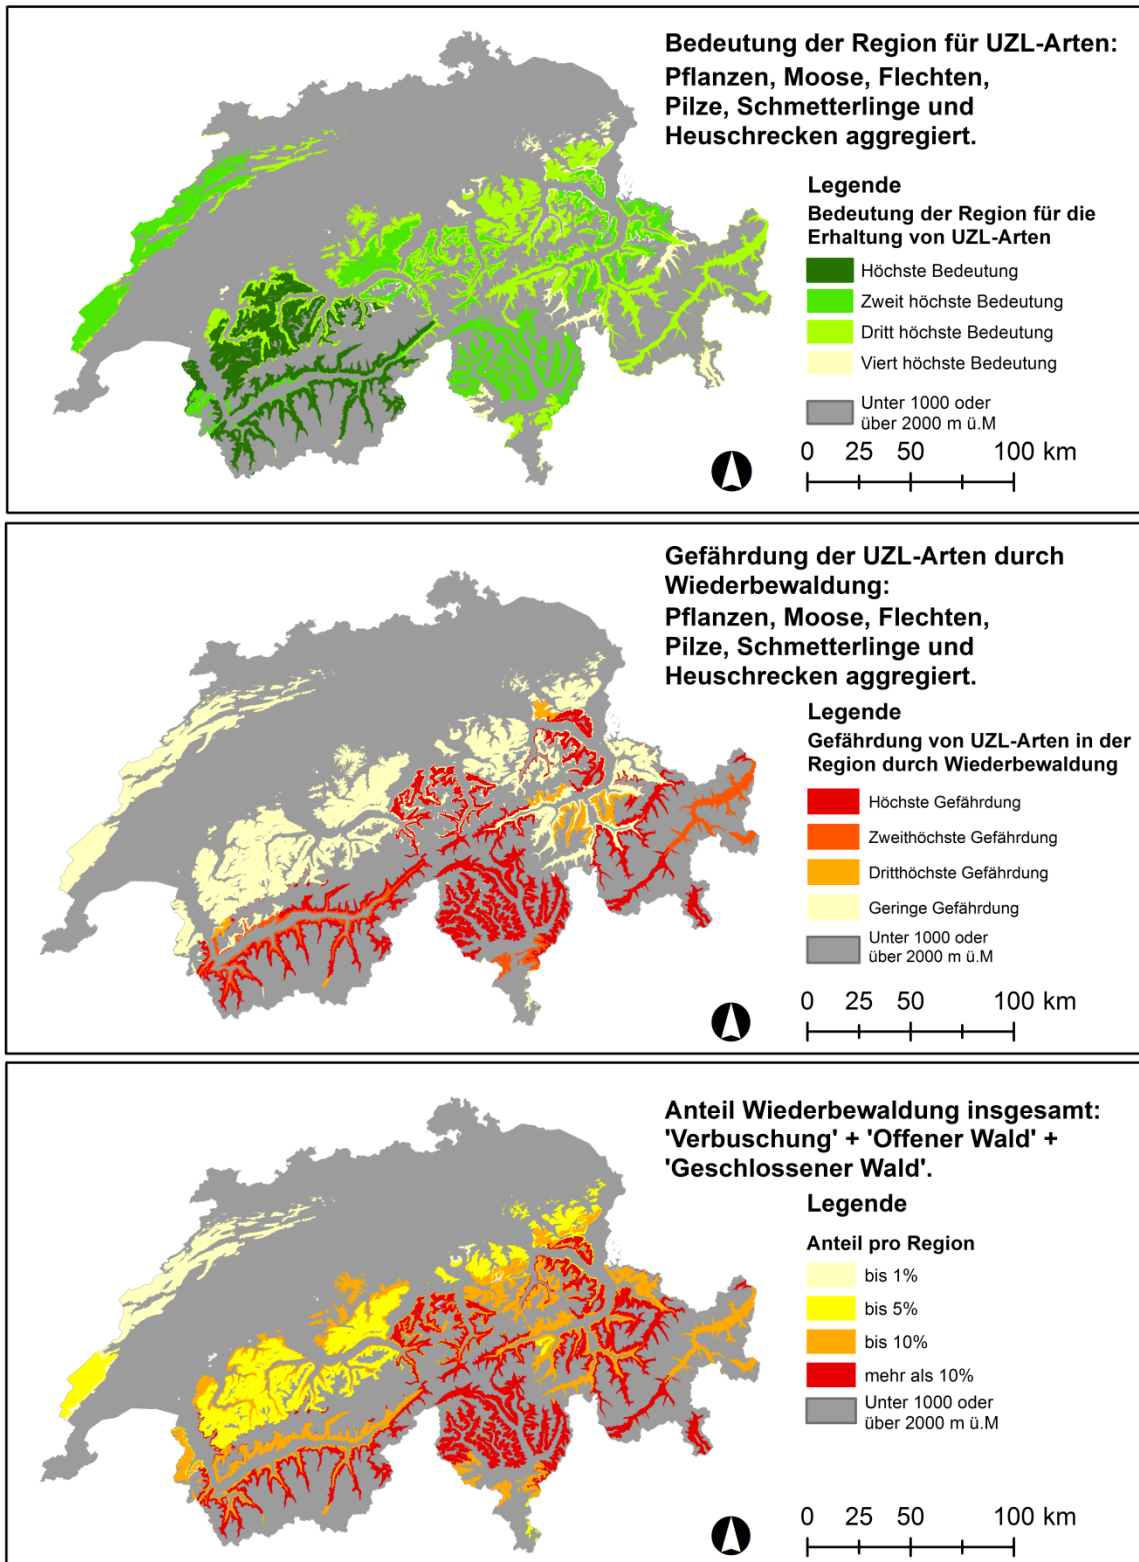 Bedeutung der Region für UZL-Arten:
Pflanzen, Moose, Flechten,
Pilze, Schmetterlinge und
Heuschrecken aggregiert.
Legende
Bedeutung der Region für die
Erhaltung von UZL-Arten
Höchste Bedeutung
Zweit höchste Bedeutung
Dritt höchste Bedeutung
Viert höchste Bedeutung
Unter 1000 oder
über 2000 m ü.M
0 25 50 100 km
Gefährdung der UZL-Arten durch
Wiederbewaldung:
Pflanzen, Moose, Flechten,
Pilze, Schmetterlinge und
Heuschrecken aggregiert.
Legende
Gefährdung von UZL-Arten in der
Region durch Wiederbewaldung
Höchste Gefährdung
Zweithöchste Gefährdung
Dritthöchste Gefährdung
Geringe Gefährdung
Unter 1000 oder
über 2000 m ü.M
0 25 50 100 km
Anteil Wiederbewaldung insgesamt:
'Verbuschung' + 'Offener Wald' +
'Geschlossener Wald'.
Legende
Anteil pro Region
bis 1%
bis 5%
bis 10%
mehr als 10%
Unter 1000 oder
über 2000 m ü.M
0 25 50 100 km